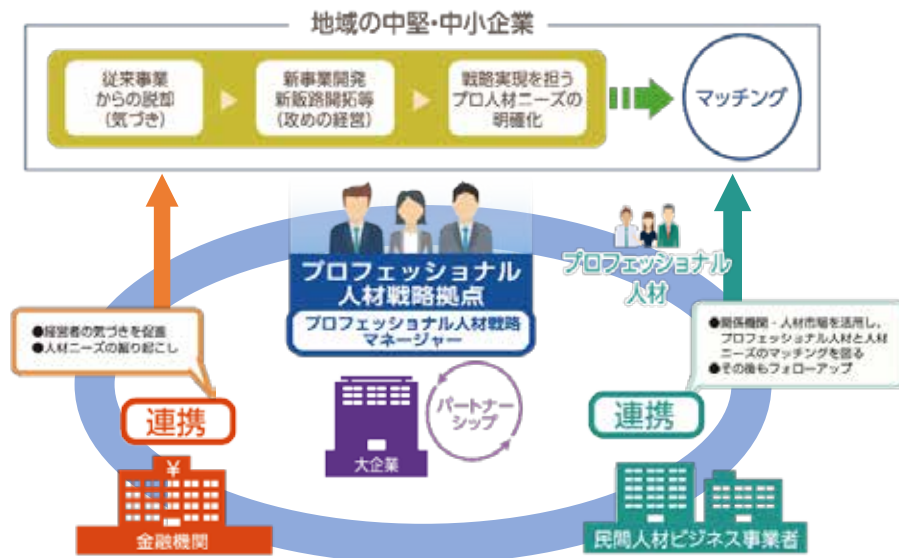 地域の中堅・中小企業
従来事業
からの脱却
(気づき)
新事業開発
新販路開拓等
(攻めの経営)
戦略実現を担う
プロ人材ニーズの
明確化
マッチング
プロフェッショナル
人材戦略拠点
プロフェッショナル人材戦略
マネージャー
プロフェッショナル
人材
●経営者の気づきを促進
●人材ニーズの掘り起こし
●関係機関・人材市場を活用し、
プロフェッショナル人材と人材
ニーズのマッチングを図る
●その後もフォローアップ
連携
連携
パートナー
シップ
大企業
¥
金融機関
民間人材ビジネス事業者